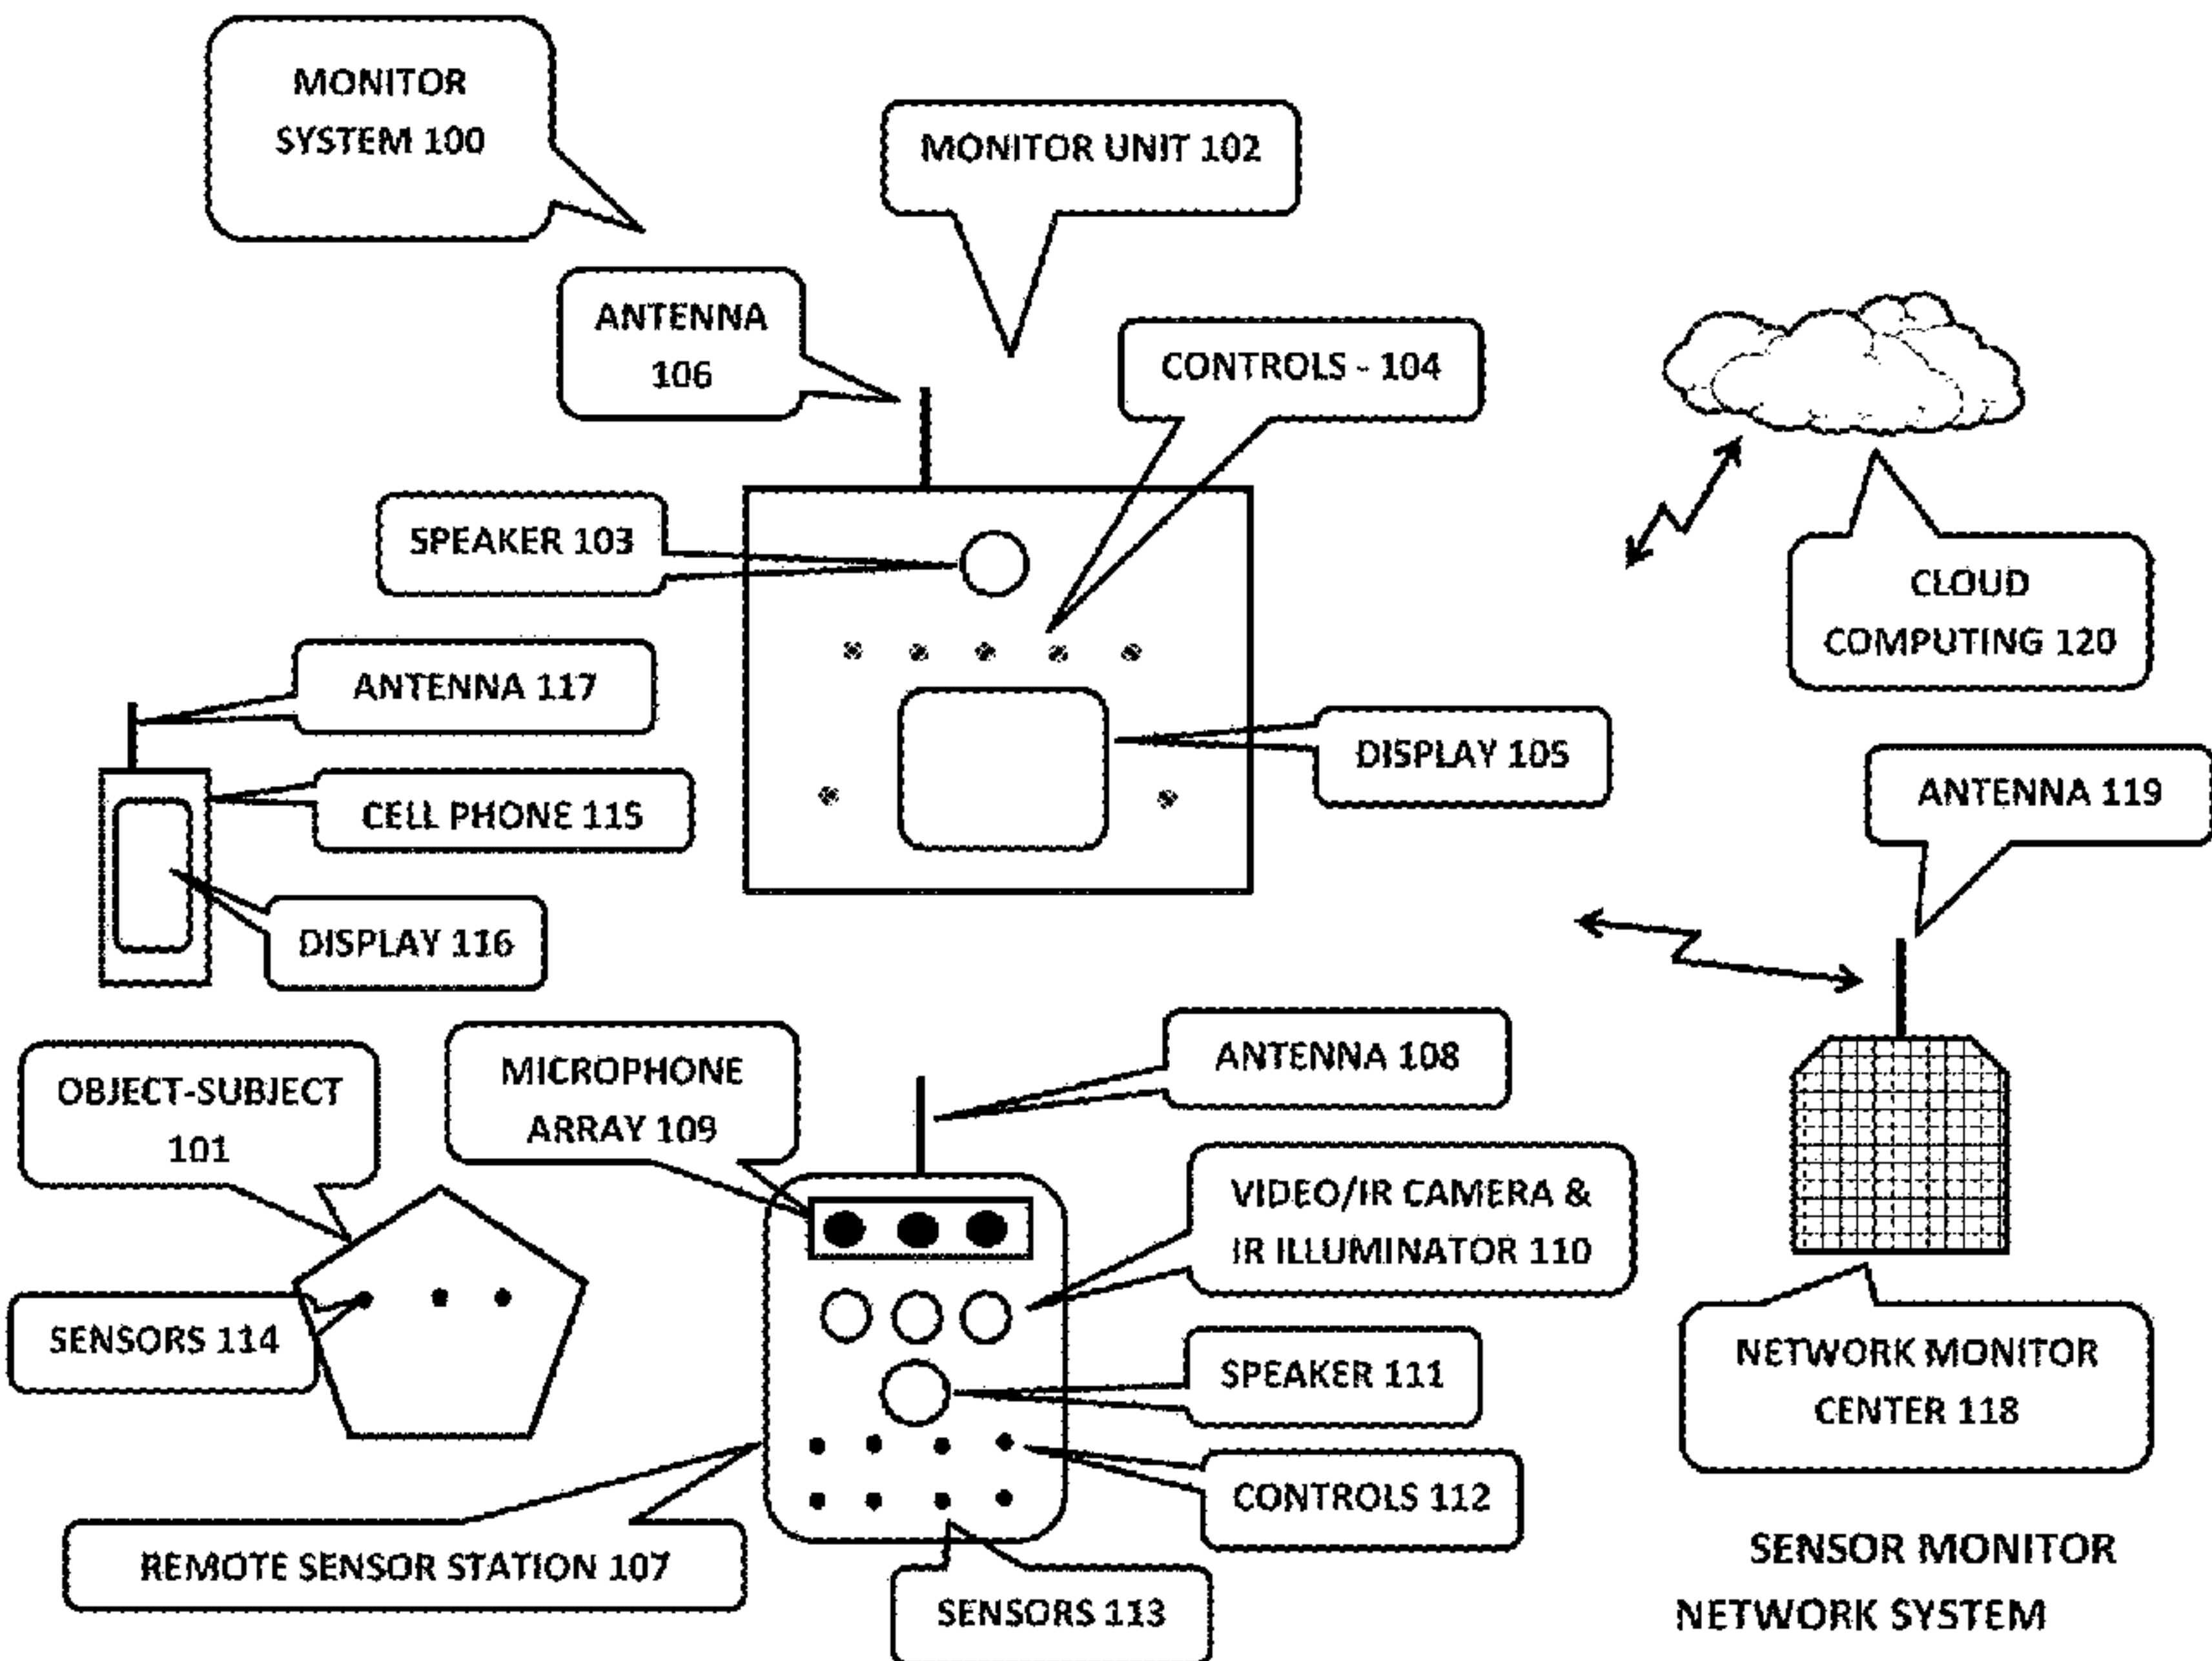 MONITOR
SYSTEM 100
MONITOR UNIT 102
ANTENNA
106
CONTROLS - 104
SPEAKER 103
CLOUD
COMPUTING 120
ANTENNA 117
DISPLAY 105
ANTENNA 119
CELL PHONE 115
DISPLAY 116
OBJECT-SUBJECT
101
MICROPHONE
ARRAY 109
ANTENNA 108
VIDEO/IR CAMERA &
IR ILLUMINATOR 110
SENSORS 114
SPEAKER 111
NETWORK MONITOR
CENTER 118
CONTROLS 112
REMOTE SENSOR STATION 107
SENSORS 113
SENSOR MONITOR
NETWORK SYSTEM